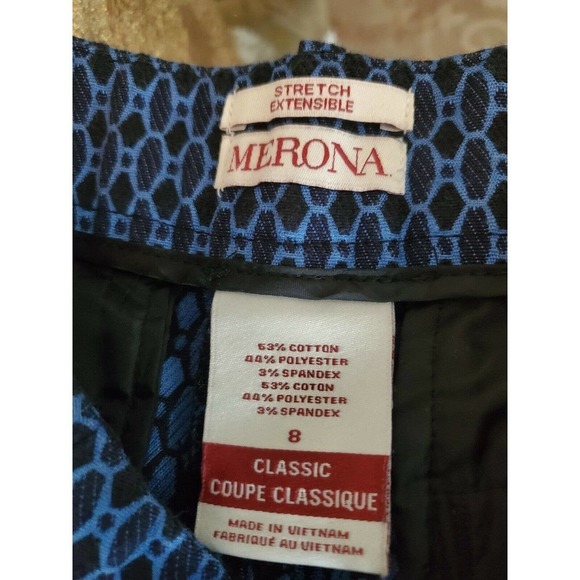 STRETCH
EXTENSIBLE
MERONA
53% COTTON
44% POLYESTER
3% SPANDEX
53% COTON
44% POLYESTER
3% SPANDEX
8
CLASSIC
COUPE CLASSIQUE
MADE IN VIETNAM
FABRIQUÉ AU VIETNAM